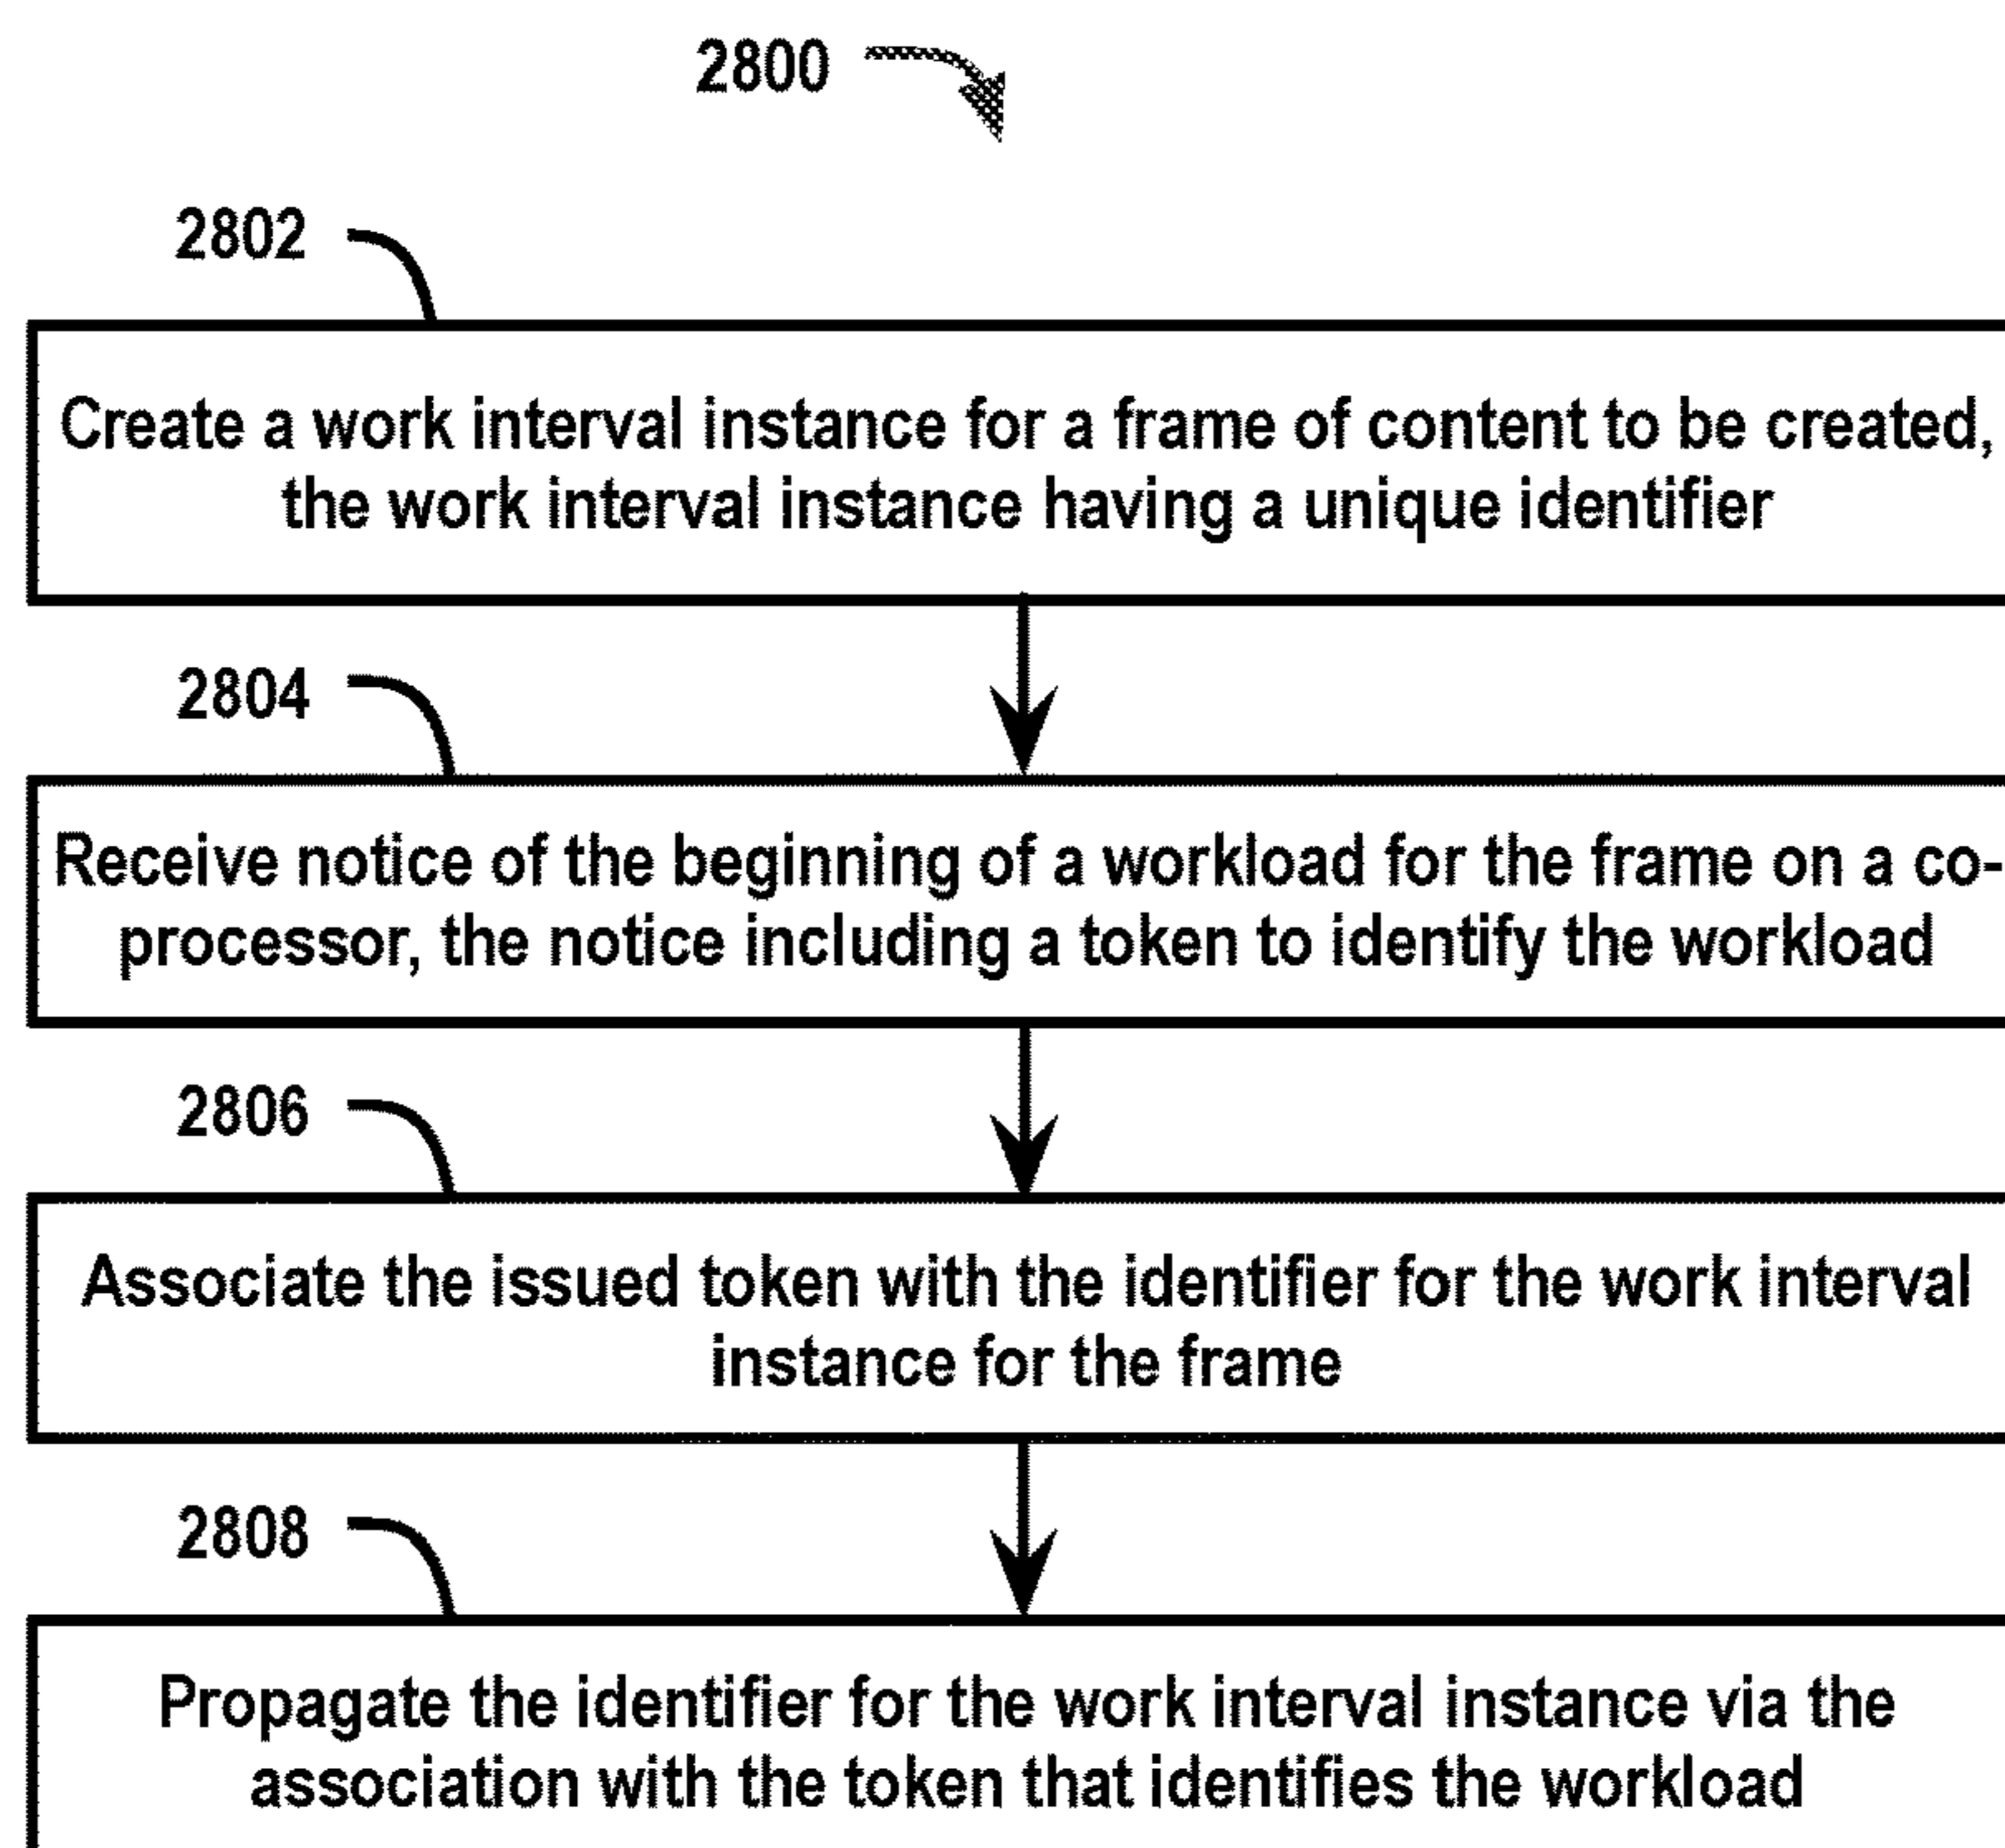 2800
2802
Create a work interval instance for a frame of content to be created,
the work interval instance having a unique identifier
2804
Receive notice of the beginning of a workload for the frame on a co-
processor, the notice including a token to identify the workload
2806
Associate the issued token with the identifier for the work interval
instance for the frame
2808
Propagate the identifier for the work interval instance via the
association with the token that identifies the workload